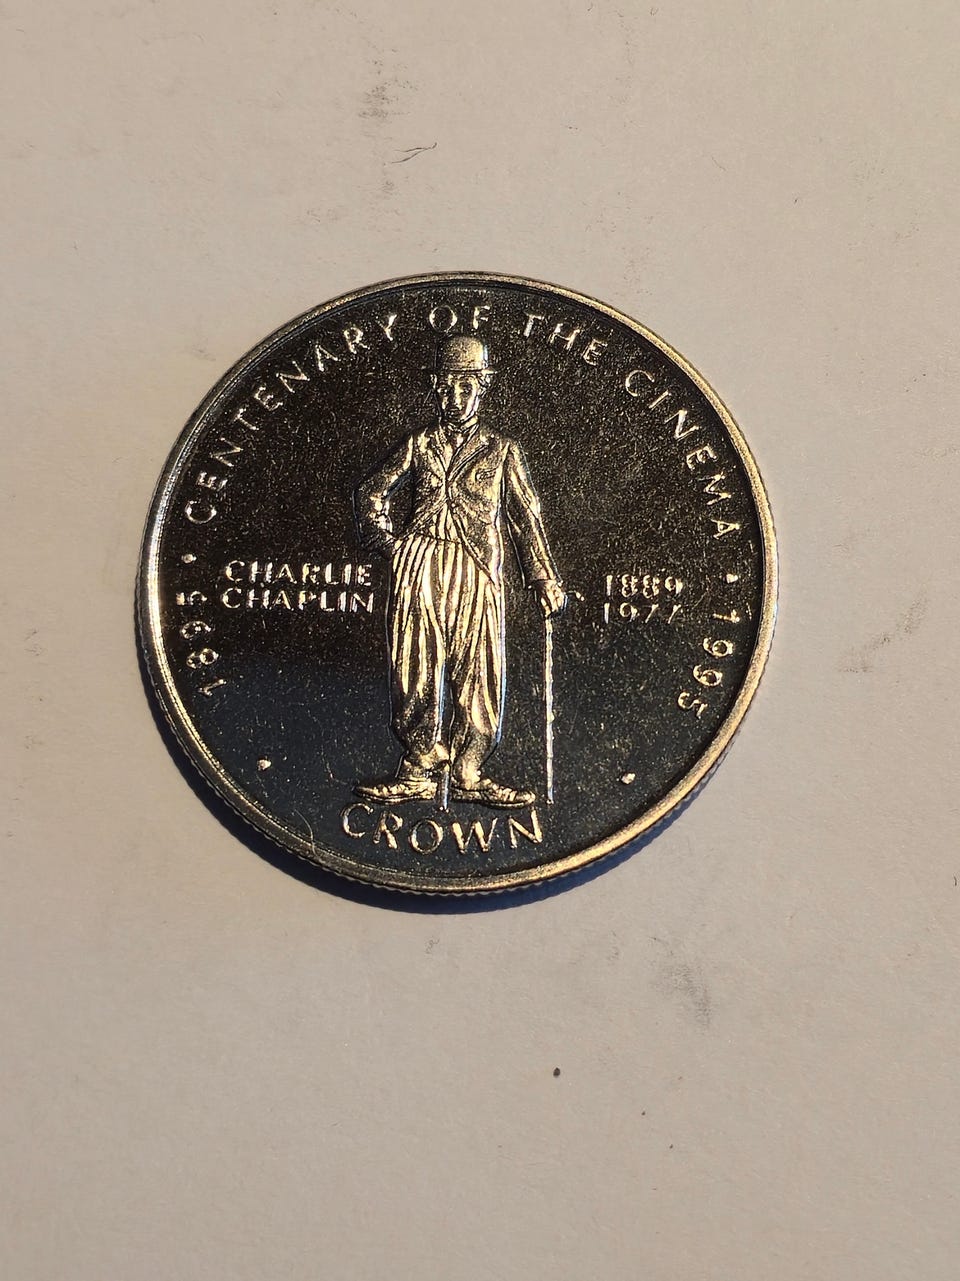 1895 · CENTENARY OF THE CINEMA · 1995
CHARLIE
CHAPLIN
1889
1977
CROWN